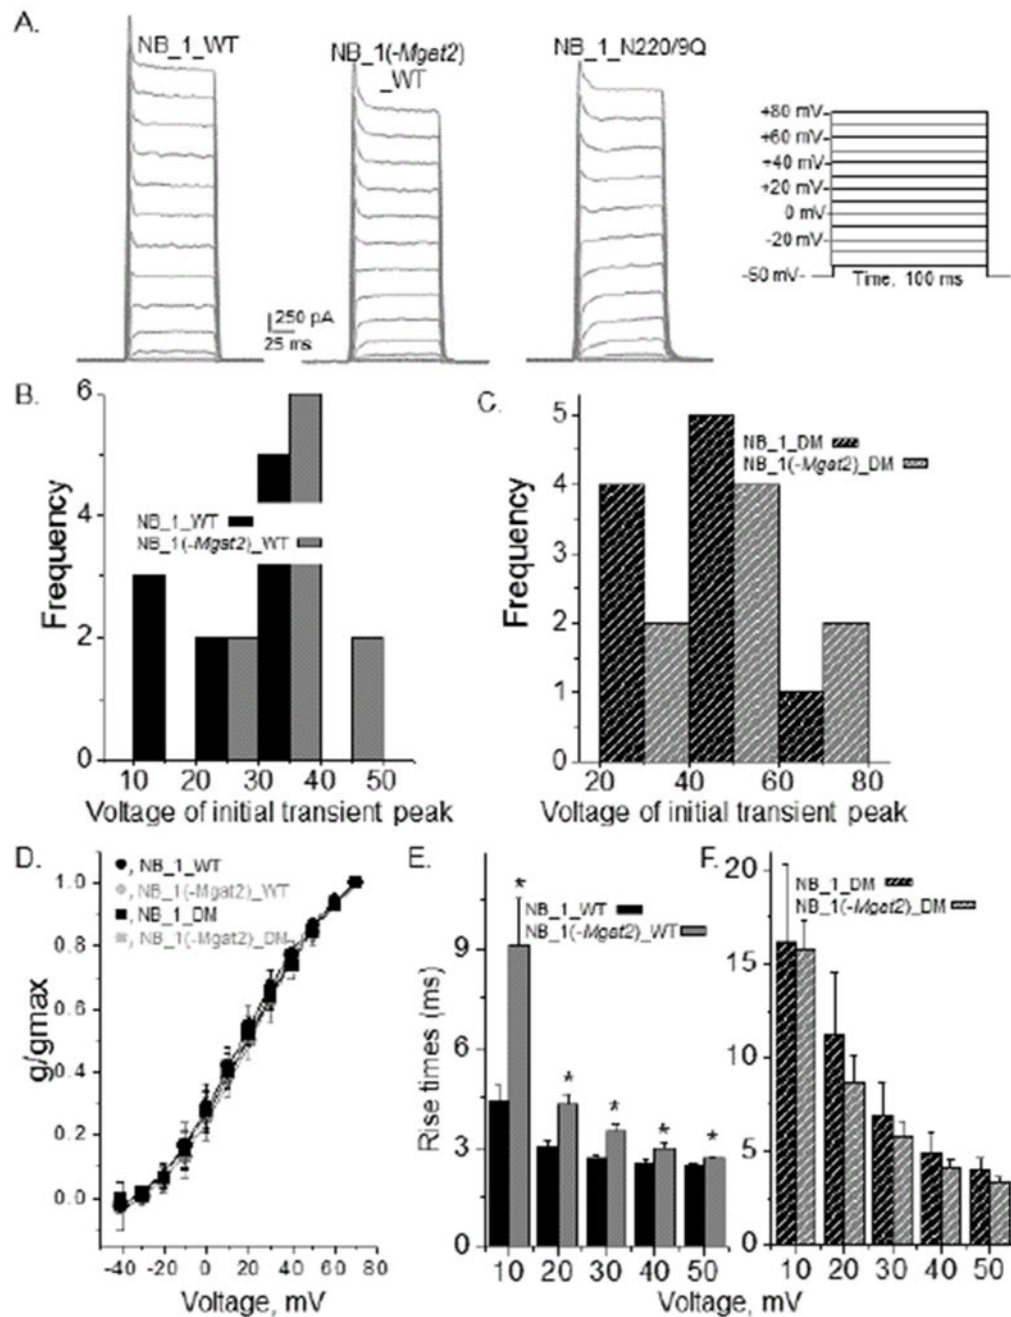 A.
NB_1_WT
NB_1(-Mgat2)
_WT
NB_1_N220/9Q
250 pA
25 ms
+80 mV
+60 mV
+40 mV
+20 mV
0 mV
-20 mV
-50 mV
Time, 100 ms
B.
Frequency
6
4
2
0
NB_1_WT
NB_1(-Mgat2)_WT
10 20 30 40 50
Voltage of initial transient peak
C.
Frequency
5
4
3
2
1
0
NB_1_DM
NB_1(-Mgat2)_DM
20 40 60 80
Voltage of initial transient peak
D.
g/gmax
1.0
0.8
0.6
0.4
0.2
0.0
, NB_1_WT
, NB_1(-Mgat2)_WT
, NB_1_DM
, NB_1(-Mgat2)_DM
-40 -20 0 20 40 60 80
Voltage, mV
E.
Rise times (ms)
9
6
3
0
NB_1_WT
NB_1(-Mgat2)_WT
* * * * *
10 20 30 40 50
F.
20
15
10
5
0
NB_1_DM
NB_1(-Mgat2)_DM
10 20 30 40 50
Voltage, mV